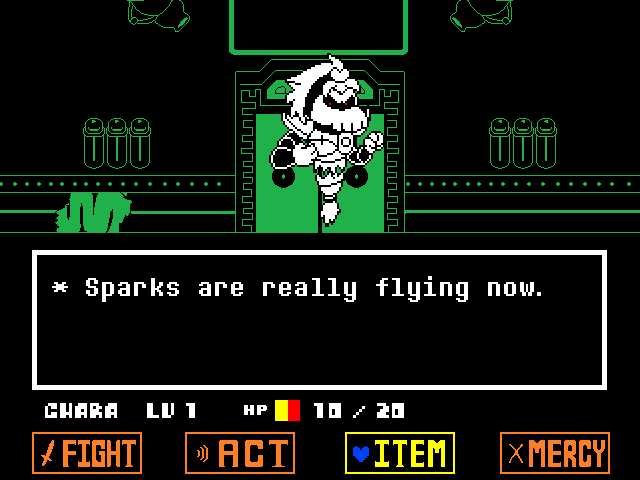 * Sparks are really flying now.
CHARA LV 1 HP 10 / 20
FIGHT ACT ITEM MERCY